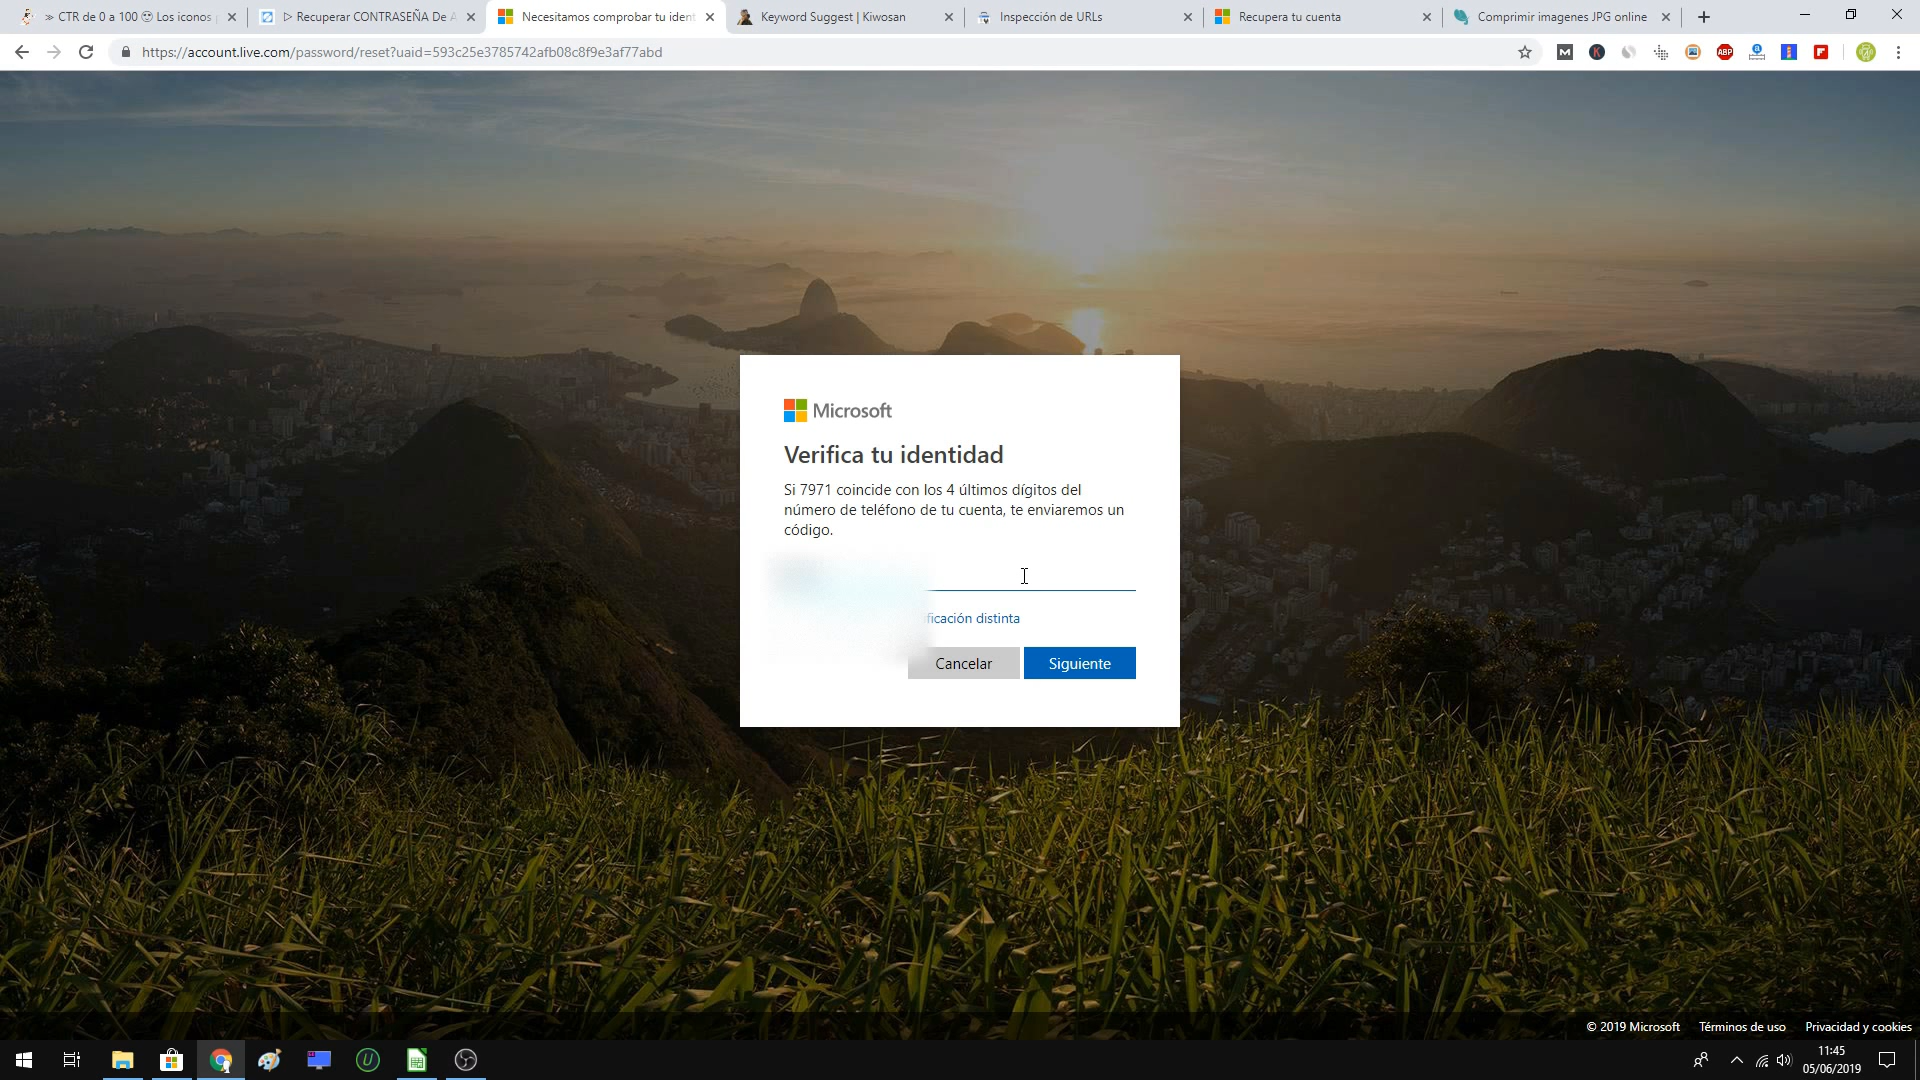 » CTR de 0 a 100 😍 Los iconos
▷ Recuperar CONTRASEÑA De
Necesitamos comprobar tu ident
Keyword Suggest | Kiwosan
Inspección de URLs
Recupera tu cuenta
Comprimir imagenes JPG online
https://account.live.com/password/reset?uaid=593c25e3785742afb08c8f9e3af77abd
Microsoft
Verifica tu identidad
Si 7971 coincide con los 4 últimos dígitos del
número de teléfono de tu cuenta, te enviaremos un
código.
ficación distinta
Cancelar
Siguiente
© 2019 Microsoft
Términos de uso
Privacidad y cookies
11:45
05/06/2019